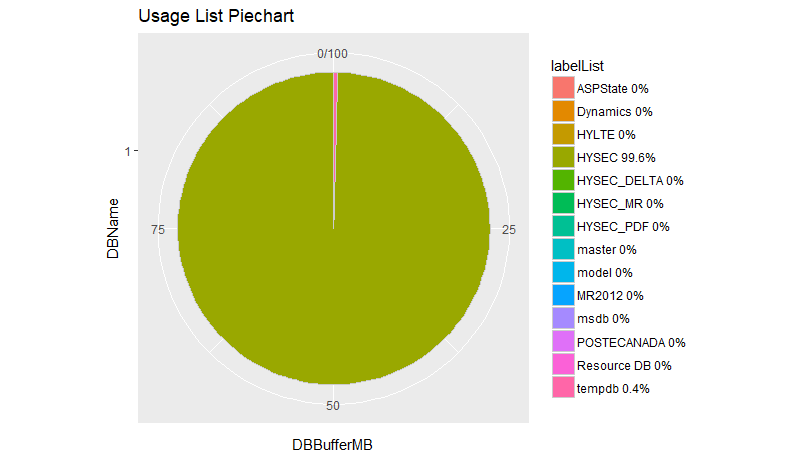 Usage List Piechart
0/100
25
50
75
1
DBName
DBBufferMB
labelList
ASPState 0%
Dynamics 0%
HYLTE 0%
HYSEC 99.6%
HYSEC_DELTA 0%
HYSEC_MR 0%
HYSEC_PDF 0%
master 0%
model 0%
MR2012 0%
msdb 0%
POSTECANADA 0%
Resource DB 0%
tempdb 0.4%